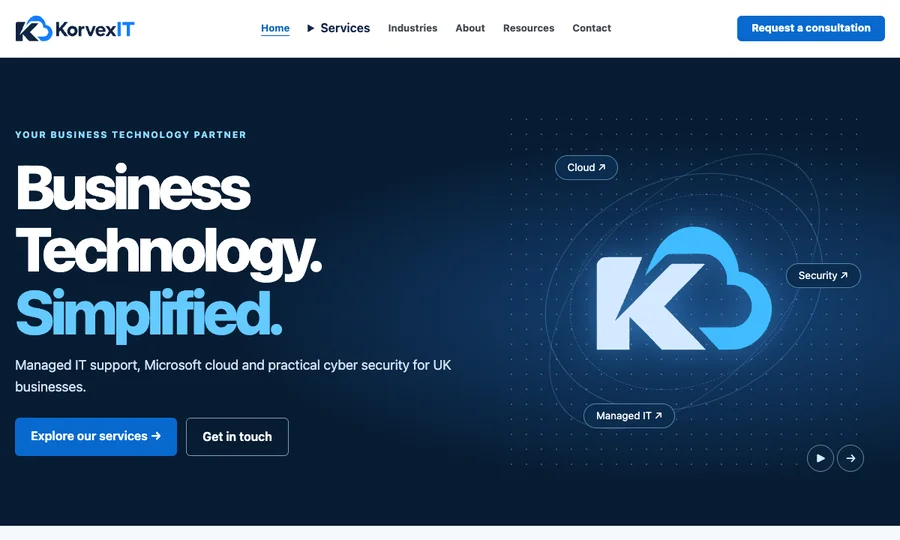 KorvexIT
Home
Services
Industries
About
Resources
Contact
Request a consultation
YOUR BUSINESS TECHNOLOGY PARTNER
Business
Technology.
Simplified.
Managed IT support, Microsoft cloud and practical cyber security for UK
businesses.
Explore our services →
Get in touch
Cloud ↗
Security ↗
Managed IT ↗